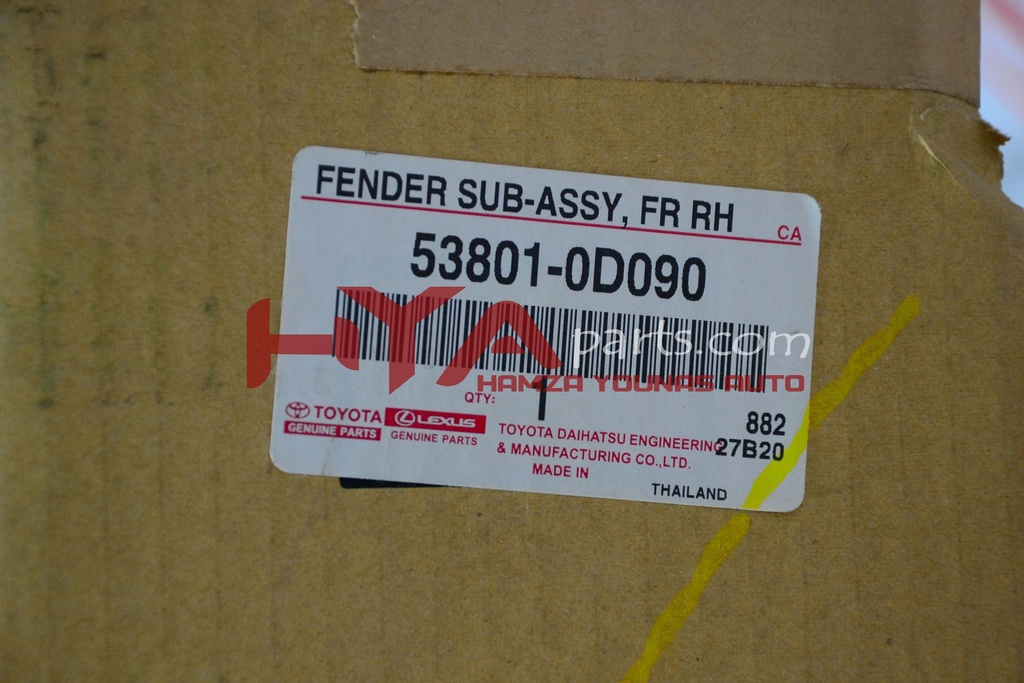 FENDER SUB-ASSY, FR RH
CA
53801-0D090
HYA parts.com
HAMZA YOUNAS AUTO
QTY: 1
TOYOTA
GENUINE PARTS
LEXUS
GENUINE PARTS
TOYOTA DAIHATSU ENGINEERING
& MANUFACTURING CO.,LTD.
MADE IN
THAILAND
882
27B20